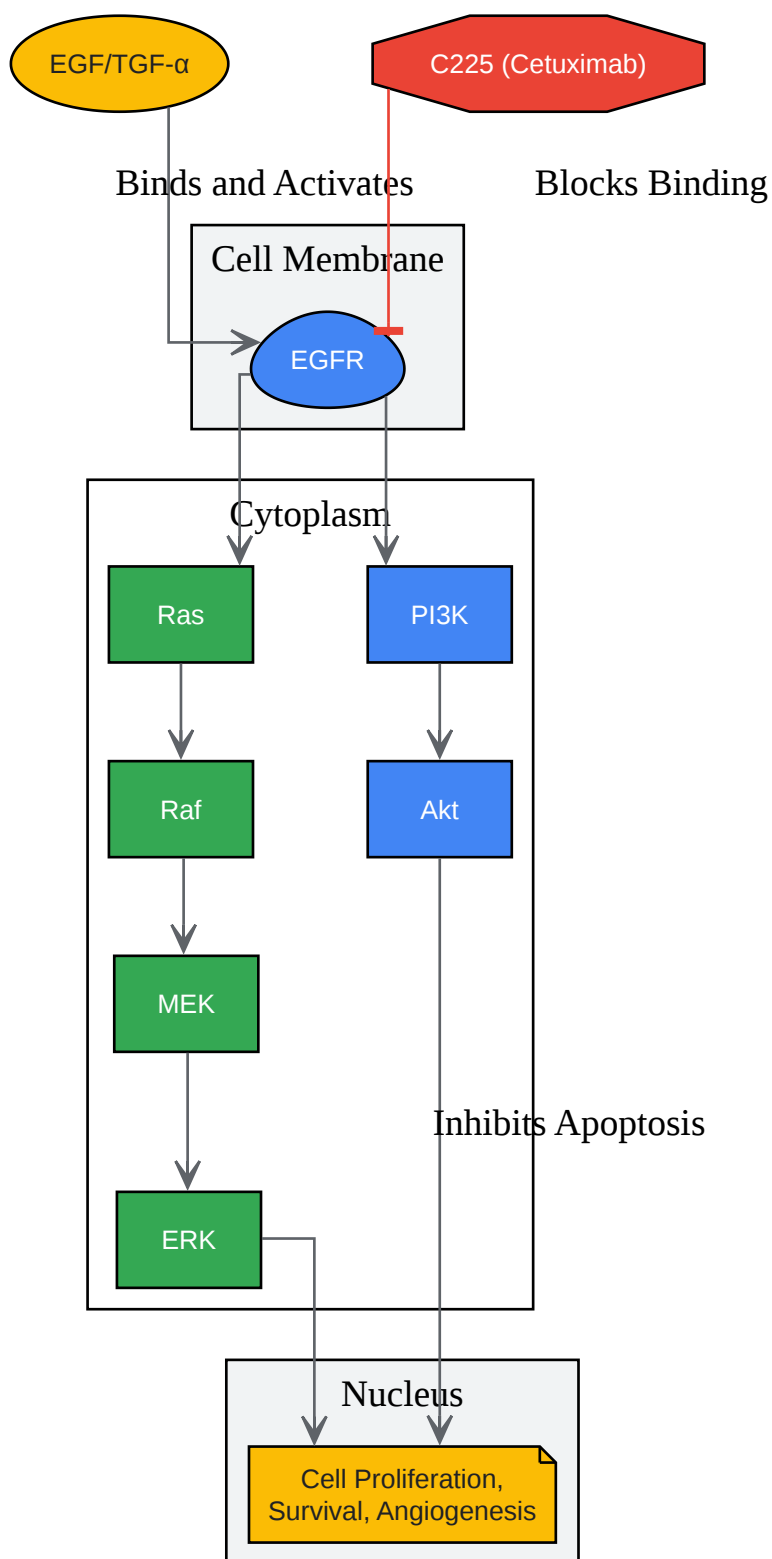 EGF/TGF-α
C225 (Cetuximab)
Binds and Activates
Blocks Binding
Cell Membrane
EGFR
Cytoplasm
Ras
PI3K
Raf
Akt
MEK
Inhibits Apoptosis
ERK
Nucleus
Cell Proliferation,
Survival, Angiogenesis